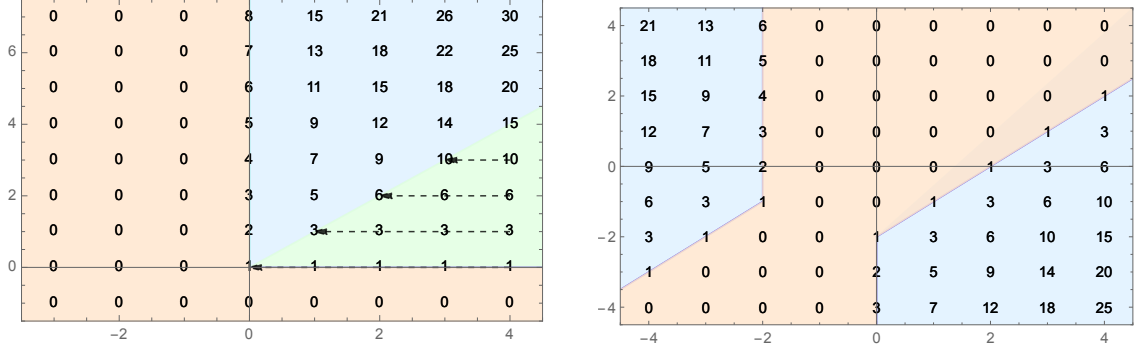 0 0 0 8 15 21 26 30
6 0 0 0 7 13 18 22 25
0 0 0 6 11 15 18 20
4 0 0 0 5 9 12 14 15
0 0 0 4 7 9 10 10
2 0 0 0 3 5 6 6 6
0 0 0 2 3 3 3 3
0 0 0 0 1 1 1 1 1
0 0 0 0 0 0 0 0
−2 0 2 4
4 21 13 6 0 0 0 0 0 0
18 11 5 0 0 0 0 0 0
2 15 9 4 0 0 0 0 0 1
12 7 3 0 0 0 0 1 3
0 9 5 2 0 0 0 1 3 6
6 3 1 0 0 1 3 6 10
−2 3 1 0 0 1 3 6 10 15
1 0 0 0 2 5 9 14 20
−4 0 0 0 0 3 7 12 18 25
−4 −2 0 2 4